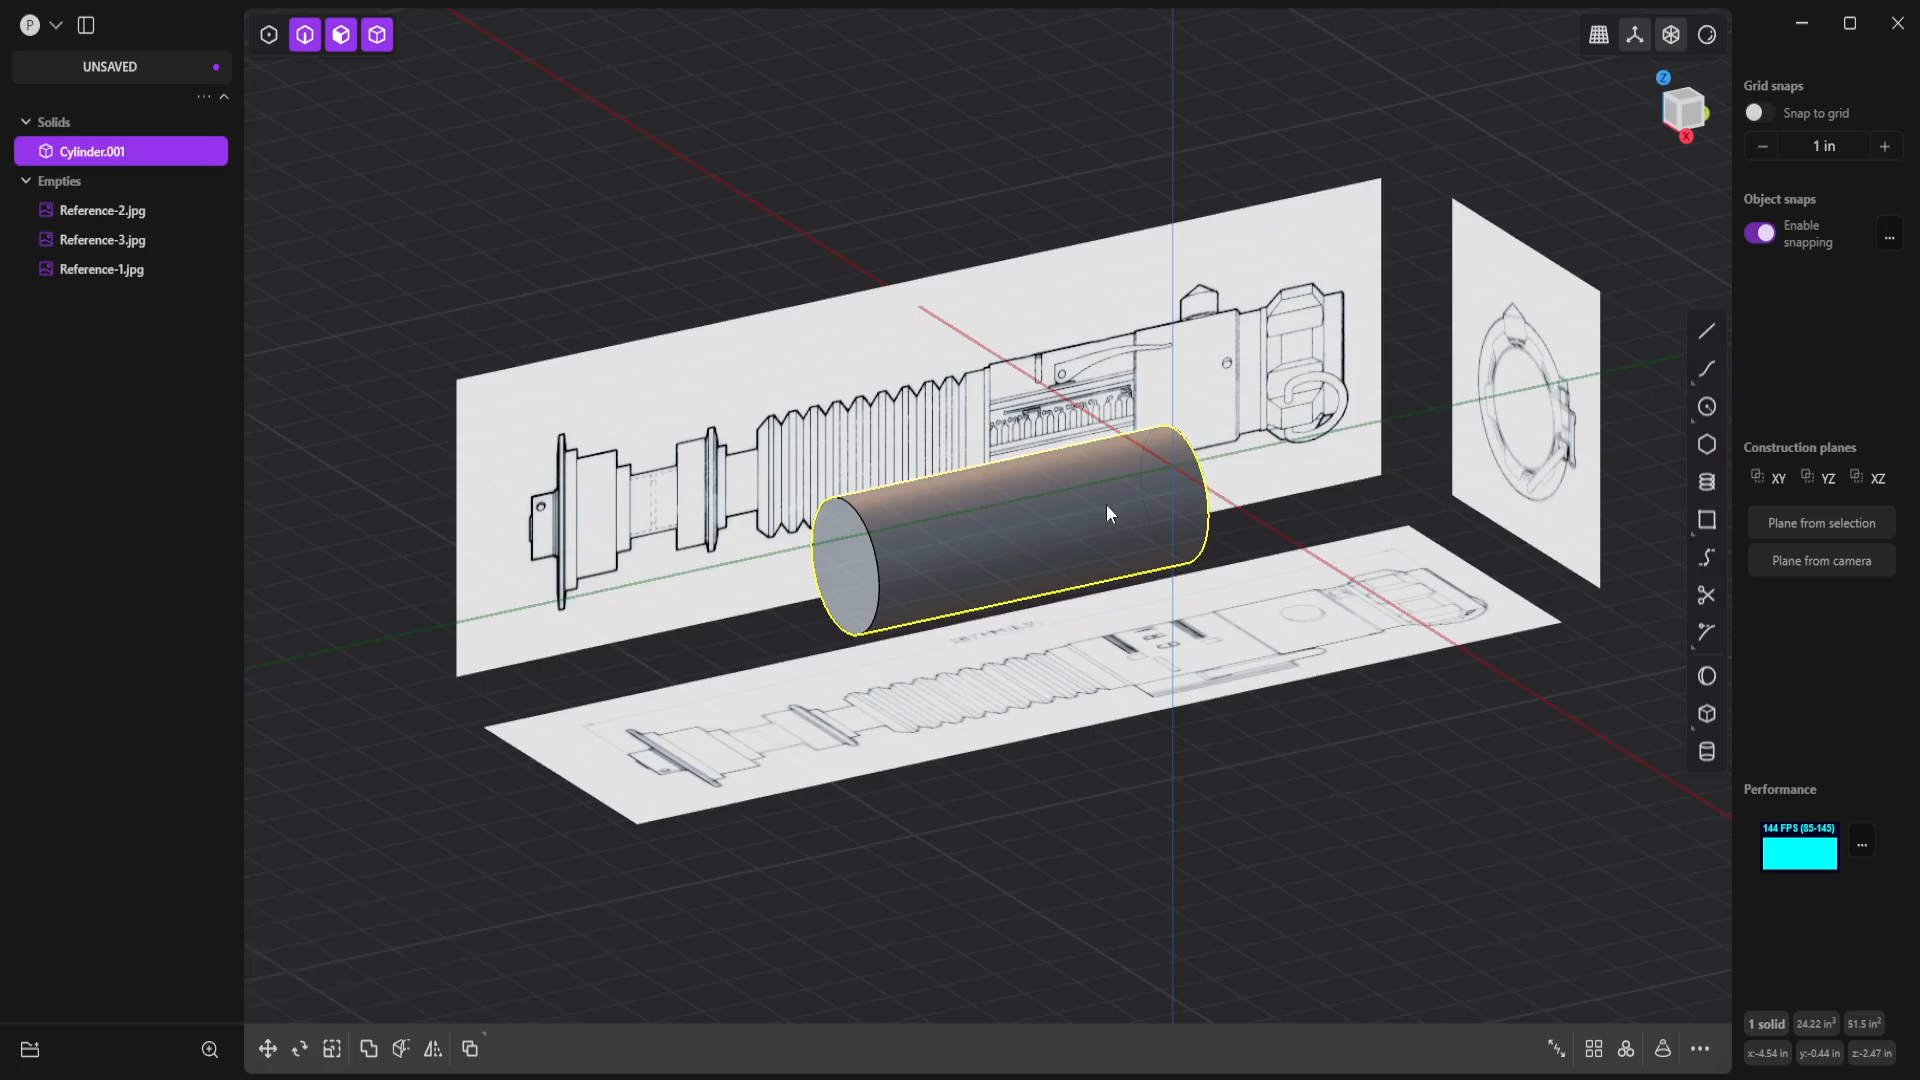 P
UNSAVED
Solids
Cylinder.001
Empties
Reference-2.jpg
Reference-3.jpg
Reference-1.jpg
Z
X
Grid snaps
Snap to grid
1 in
Object snaps
Enable
snapping
...
Construction planes
XY YZ XZ
Plane from selection
Plane from camera
Performance
144 FPS (85-145)
...
1 solid 24.22 in³ 51.5 in²
x:-4.54 in y:-0.44 in z:-2.47 in